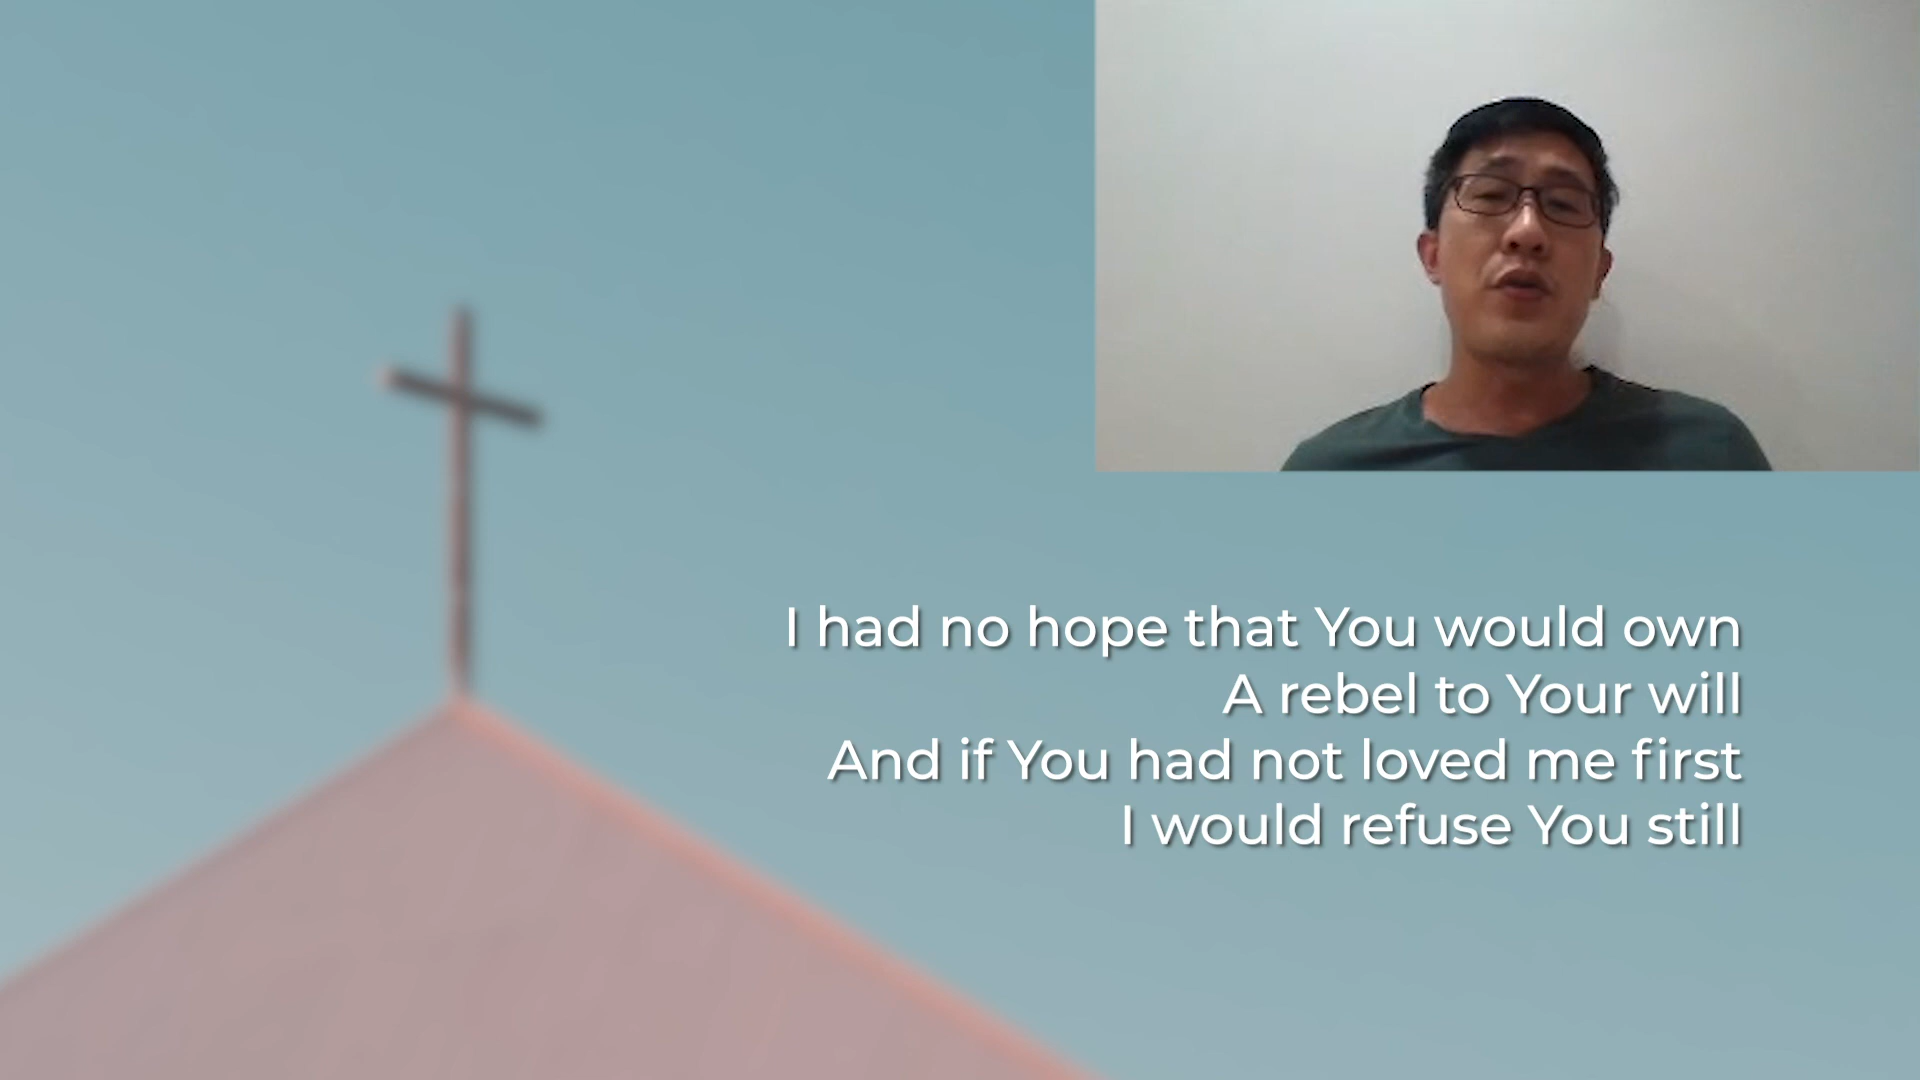 I had no hope that You would own
A rebel to Your will
And if You had not loved me first
I would refuse You still